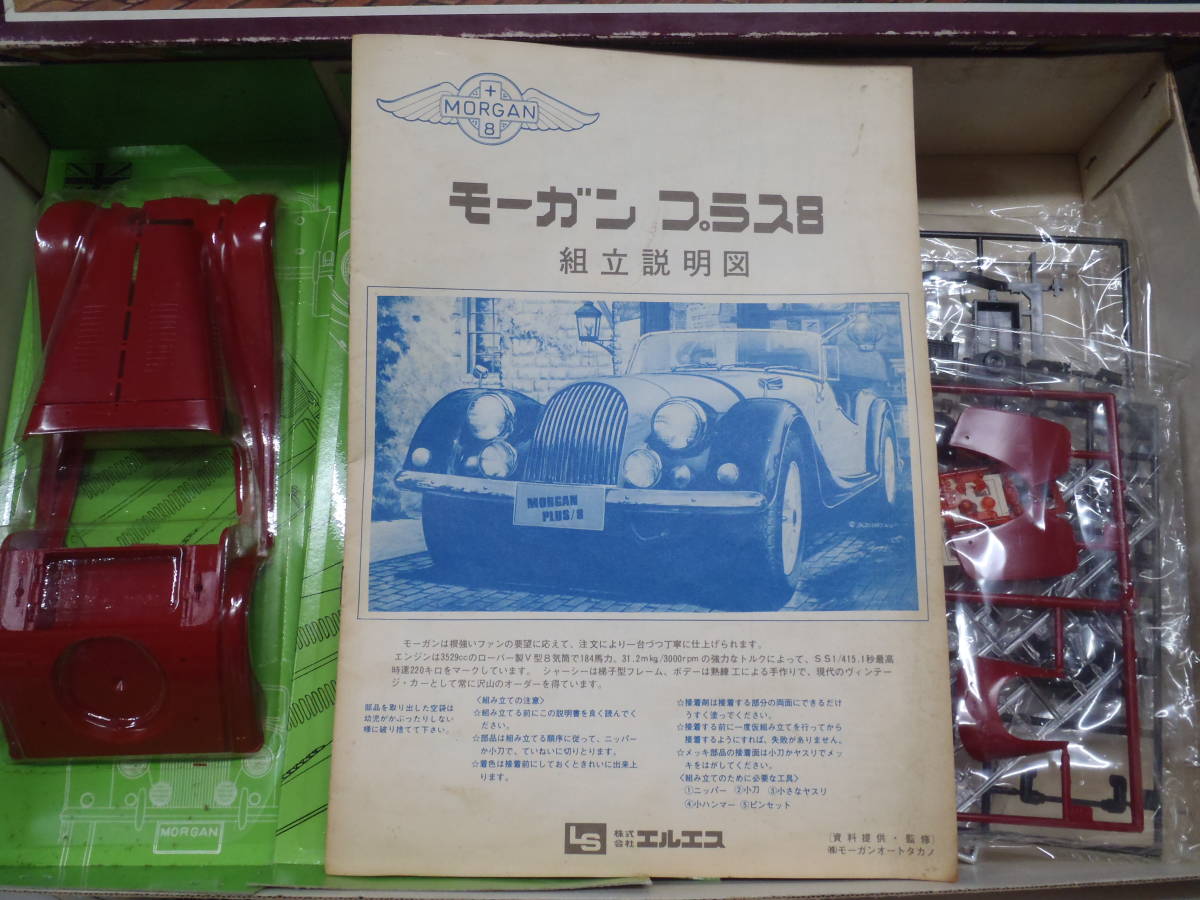 +
MORGAN
8
モーガン プラス8
組立説明図
MORGAN
PLUS/8
モーガンは根強いファンの要望に応えて、注文により一台づつ丁寧に仕上げられます。
エンジンは3529ccのローバー製V型8気筒で184馬力、31.2mkg/3000rpmの強力なトルクによって、SS1/415.1秒最高
時速220キロをマークしています。 シャーシーは梯子型フレーム、ボデーは熟練工による手作りで、現代のヴィンテー
ジ・カーとして常に沢山のオーダーを得ています。
部品を取り出した空袋は
幼児がかぶったりしない
様に破り捨てて下さい。
〈組み立ての注意〉
☆組み立てる前にこの説明書を良く読んでく
ださい。
☆部品は組み立てる順序に従って、ニッパー
か小刀で、ていねいに切りとります。
☆着色は接着前にしておくときれいに出来上
ります。
☆接着剤は接着する部分の両面にできるだけ
うすく塗ってください。
☆接着する前に一度仮組み立てを行ってから
接着するようにすれば、失敗がありません。
☆メッキ部品の接着面は小刀かヤスリでメッ
キをはがしてください。
〈組み立てのために必要な工具〉
①ニッパー ②小刀 ③小さなヤスリ
④小ハンマー ⑤ピンセット
LS 株式会社 エルエス
〔資料提供・監修〕
㈱モーガンオートタカノ
MORGAN